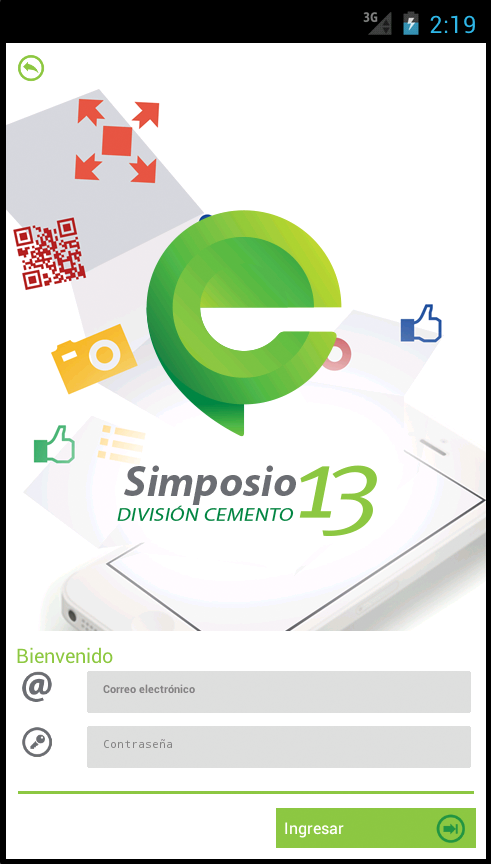 3G 2:19
Simposio 13
DIVISIÓN CEMENTO
Bienvenido
@ Correo electrónico
Contraseña
Ingresar